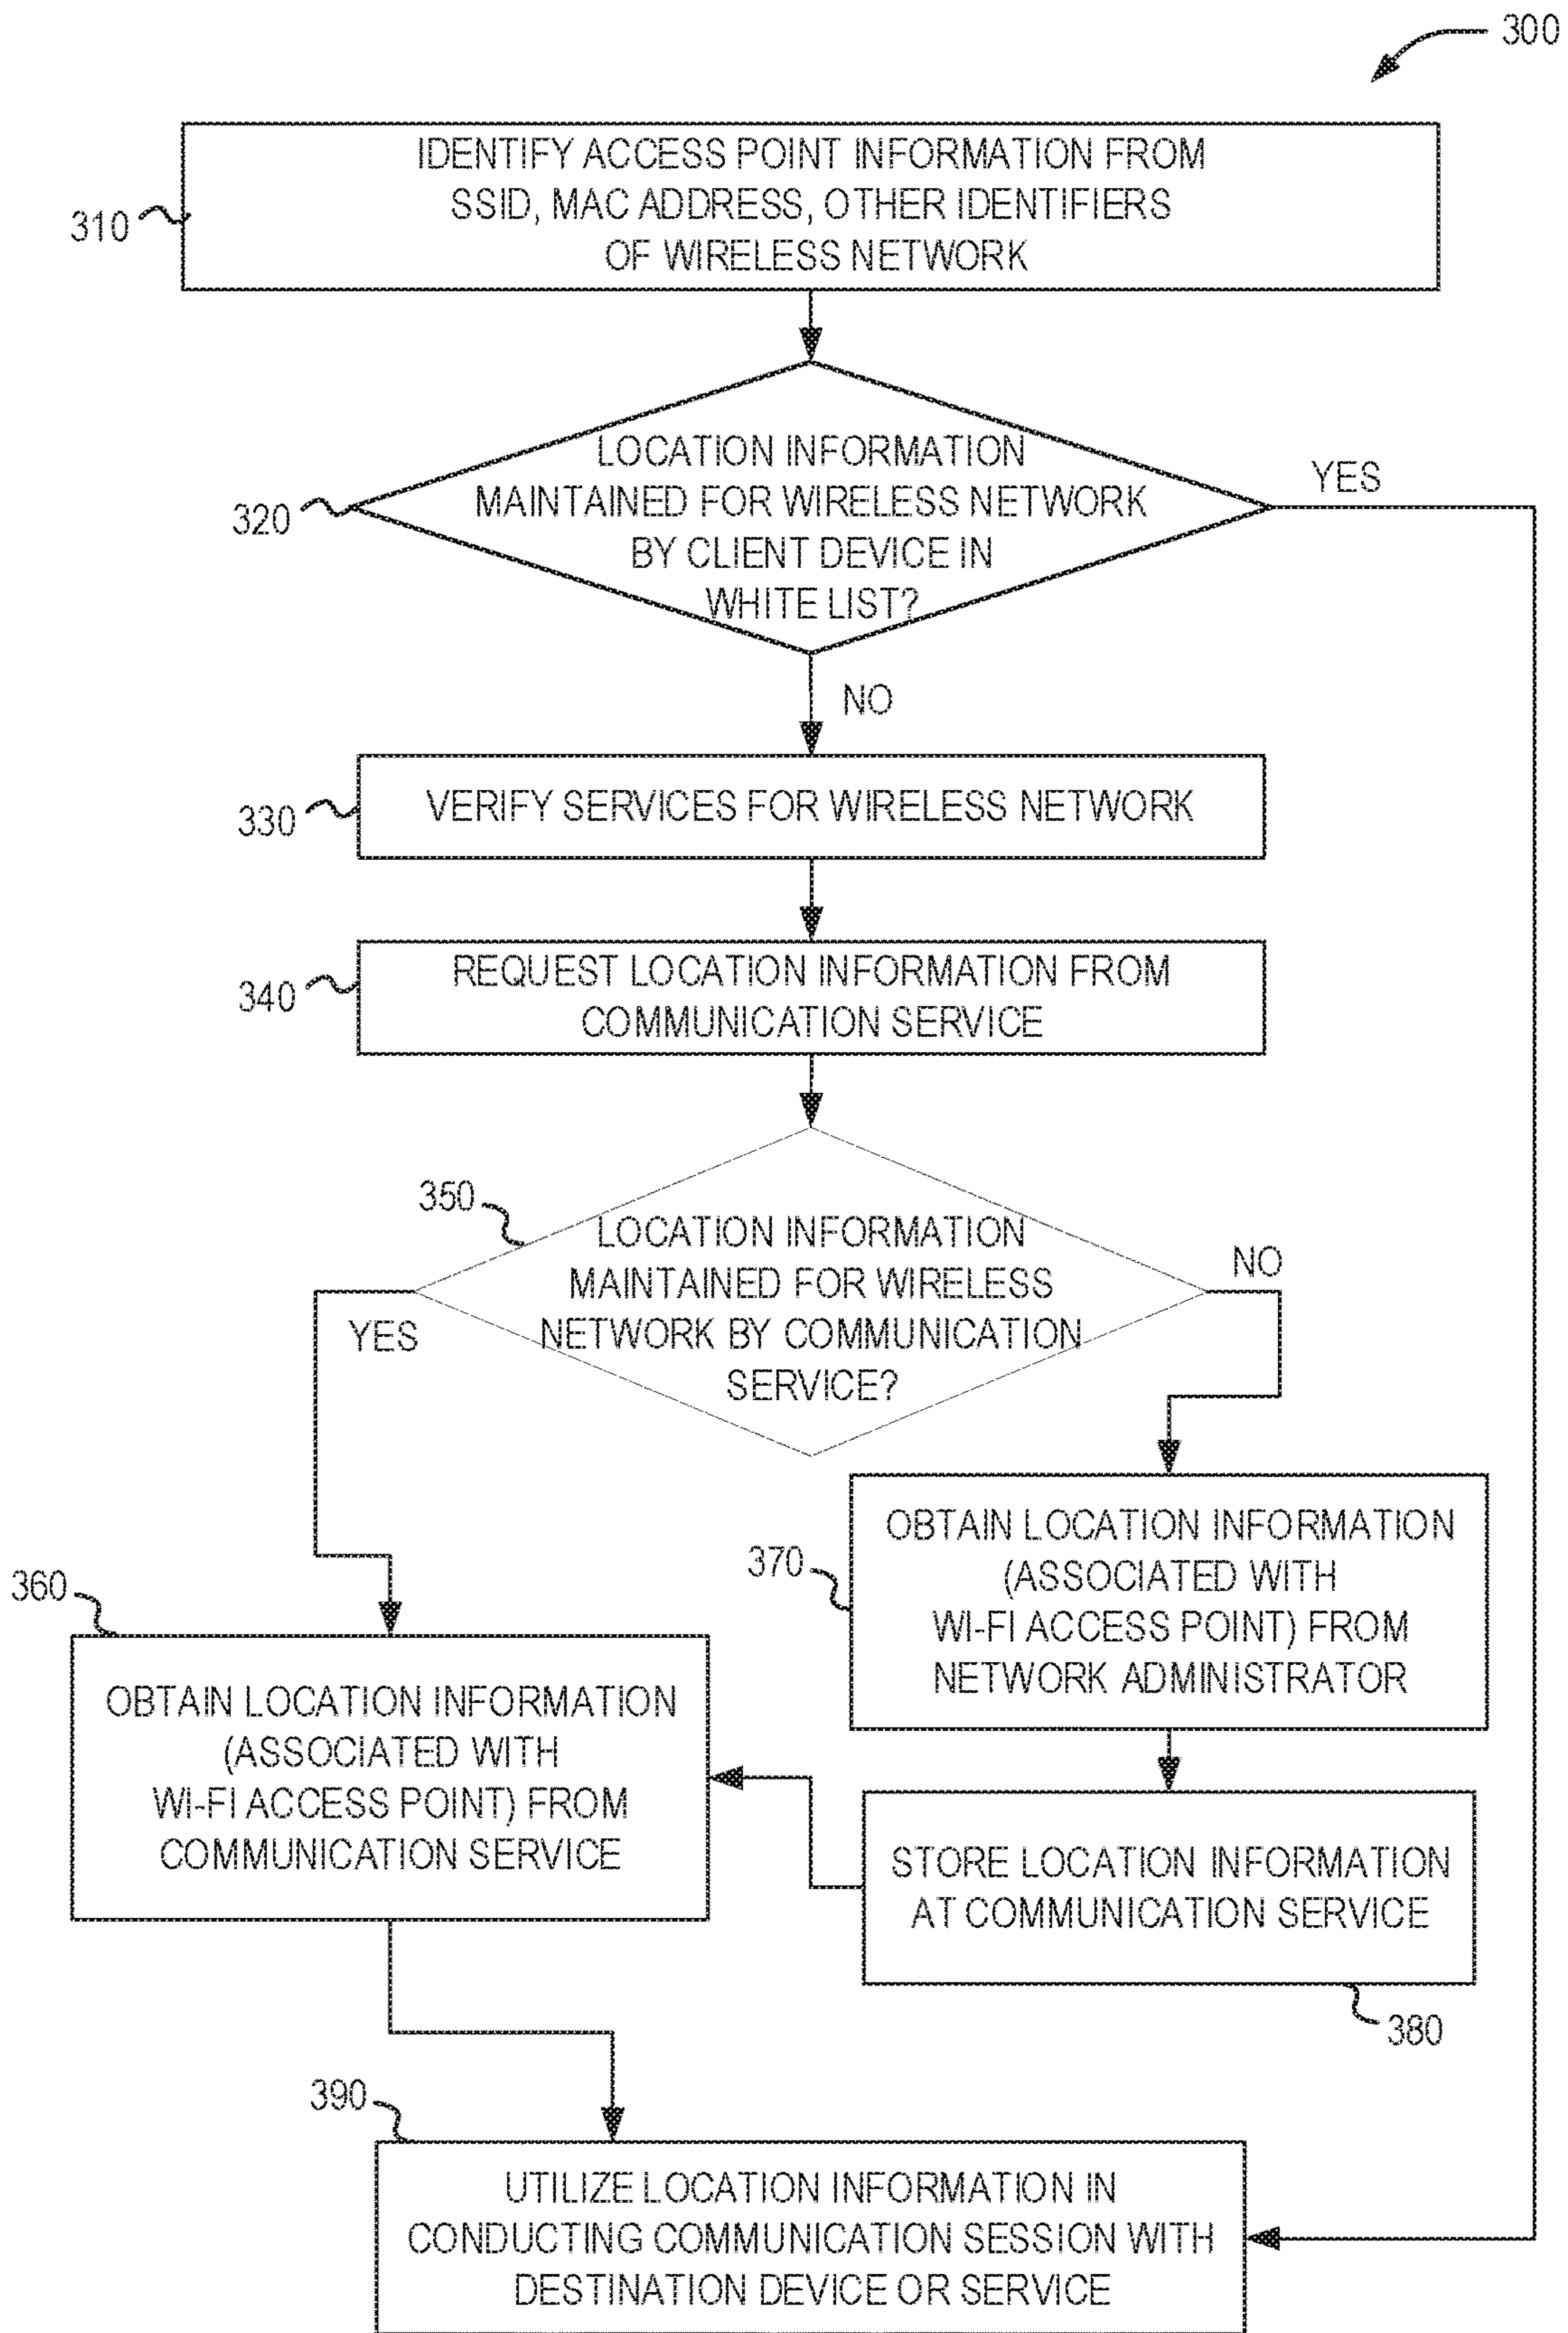 300
IDENTIFY ACCESS POINT INFORMATION FROM
SSID, MAC ADDRESS, OTHER IDENTIFIERS
OF WIRELESS NETWORK
310
LOCATION INFORMATION
MAINTAINED FOR WIRELESS NETWORK
BY CLIENT DEVICE IN
WHITE LIST?
320
YES
NO
VERIFY SERVICES FOR WIRELESS NETWORK
330
REQUEST LOCATION INFORMATION FROM
COMMUNICATION SERVICE
340
350
LOCATION INFORMATION
MAINTAINED FOR WIRELESS
NETWORK BY COMMUNICATION
SERVICE?
NO
YES
OBTAIN LOCATION INFORMATION
(ASSOCIATED WITH
WI-FI ACCESS POINT) FROM
NETWORK ADMINISTRATOR
370
360
OBTAIN LOCATION INFORMATION
(ASSOCIATED WITH
WI-FI ACCESS POINT) FROM
COMMUNICATION SERVICE
STORE LOCATION INFORMATION
AT COMMUNICATION SERVICE
380
390
UTILIZE LOCATION INFORMATION IN
CONDUCTING COMMUNICATION SESSION WITH
DESTINATION DEVICE OR SERVICE